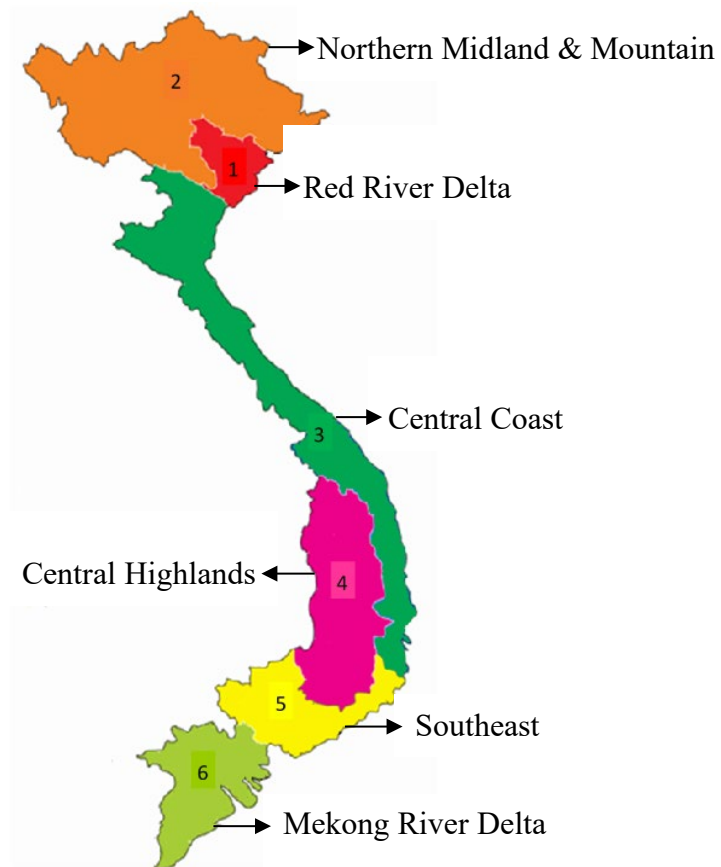 Northern Midland & Mountain
2
1
Red River Delta
Central Coast
3
Central Highlands
4
5
Southeast
6
Mekong River Delta